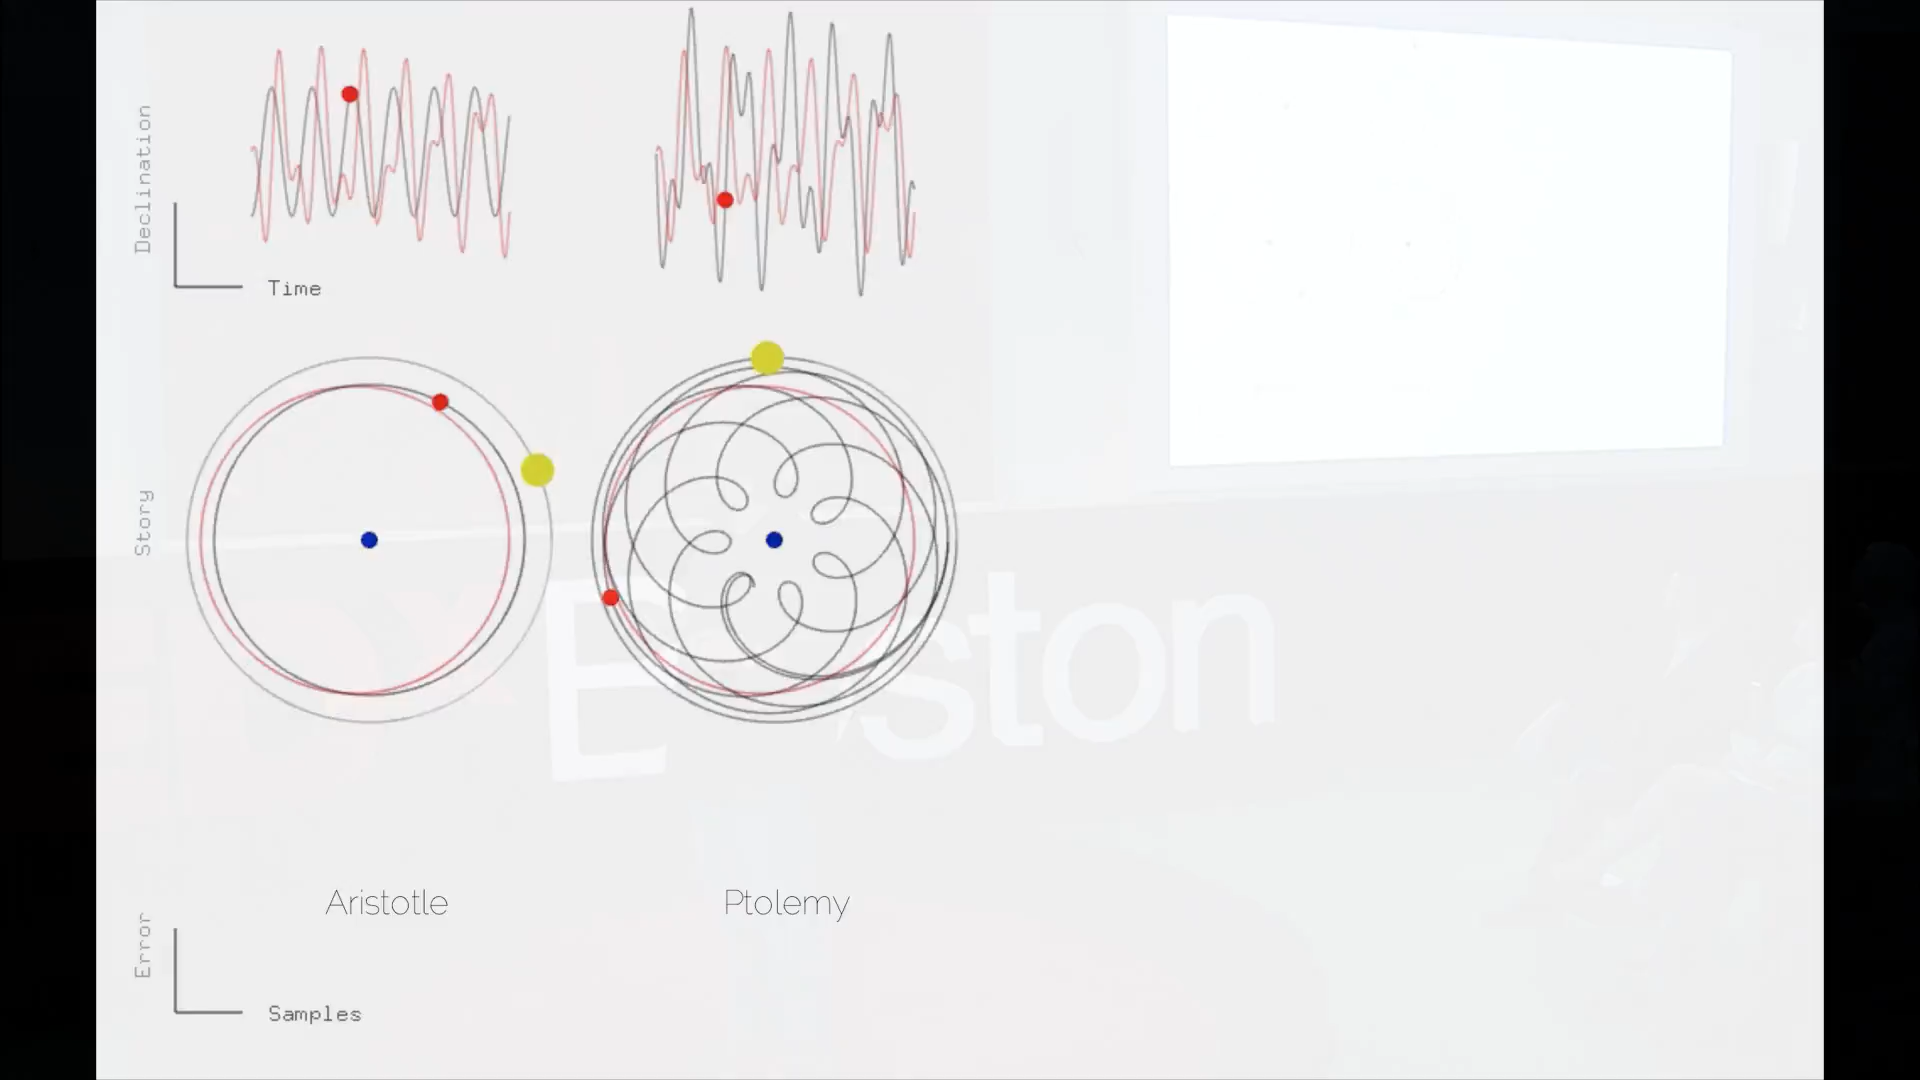 Declination
Time
Story
Aristotle
Ptolemy
Error
Samples